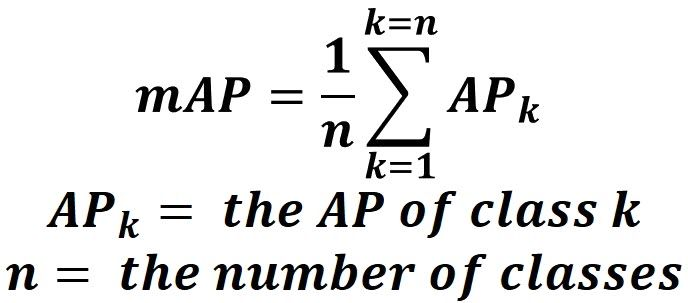 k=n
mAP = 1/n ∑ AP_k
k=1
AP_k = the AP of class k
n = the number of classes